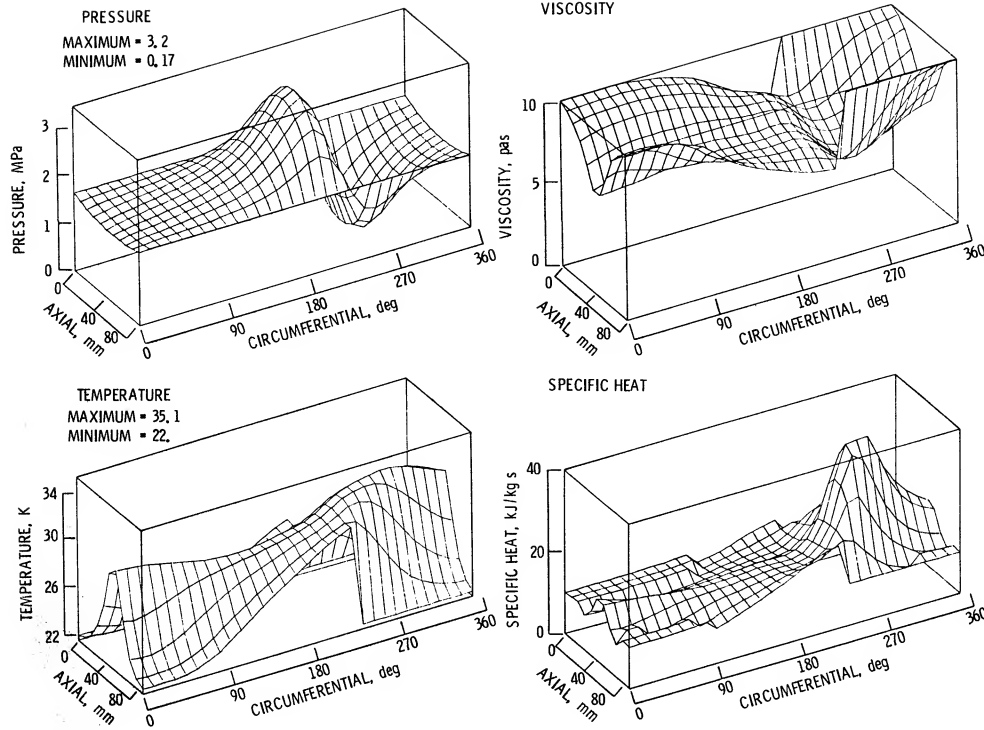 PRESSURE
MAXIMUM = 3.2
MINIMUM = 0.17
3
2
1
0
PRESSURE, MPa
0
40
80
AXIAL, mm
0
90
180
270
360
CIRCUMFERENTIAL, deg
VISCOSITY
10
5
0
VISCOSITY, pas
0
40
80
AXIAL, mm
0
90
180
270
360
CIRCUMFERENTIAL, deg
TEMPERATURE
MAXIMUM = 35.1
MINIMUM = 22.
34
30
26
22
TEMPERATURE, K
0
40
80
AXIAL, mm
0
90
180
270
360
CIRCUMFERENTIAL, deg
SPECIFIC HEAT
40
20
0
SPECIFIC HEAT, kJ/kg s
0
40
80
AXIAL, mm
0
90
180
270
360
CIRCUMFERENTIAL, deg